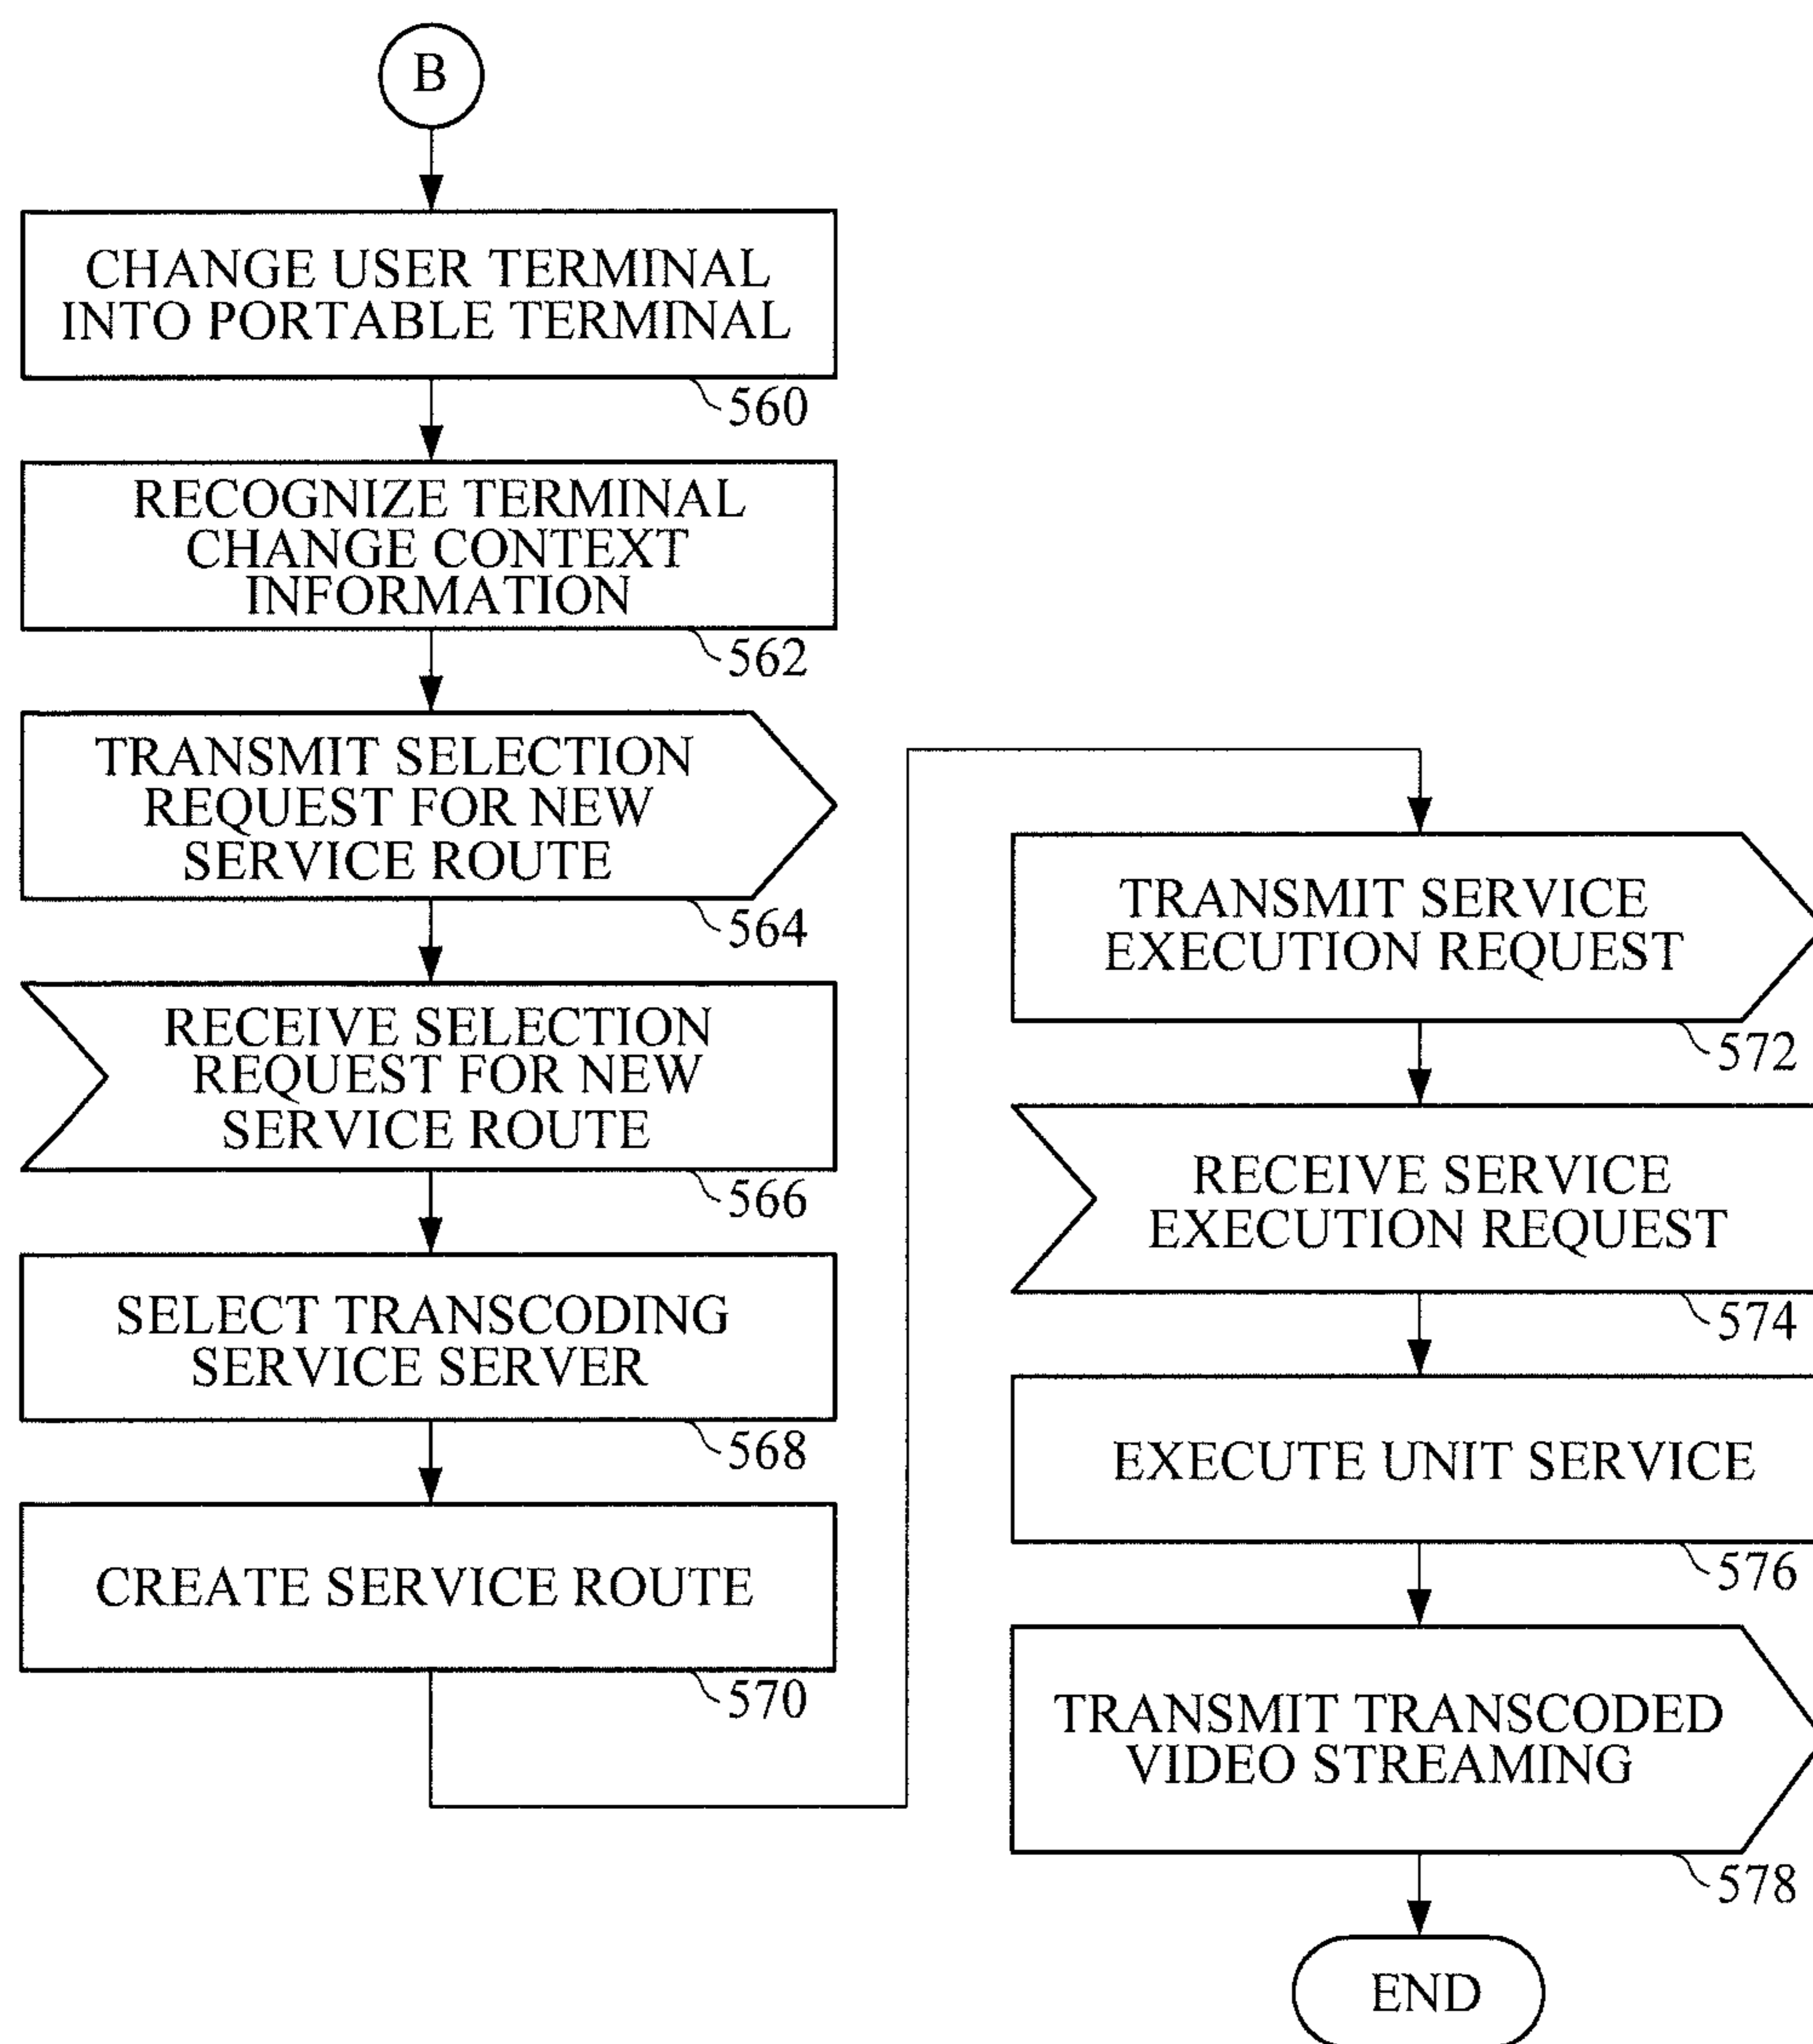 B
CHANGE USER TERMINAL
INTO PORTABLE TERMINAL
560
RECOGNIZE TERMINAL
CHANGE CONTEXT
INFORMATION
562
TRANSMIT SELECTION
REQUEST FOR NEW
SERVICE ROUTE
564
RECEIVE SELECTION
REQUEST FOR NEW
SERVICE ROUTE
566
SELECT TRANSCODING
SERVICE SERVER
568
CREATE SERVICE ROUTE
570
TRANSMIT SERVICE
EXECUTION REQUEST
572
RECEIVE SERVICE
EXECUTION REQUEST
574
EXECUTE UNIT SERVICE
576
TRANSMIT TRANSCODED
VIDEO STREAMING
578
END